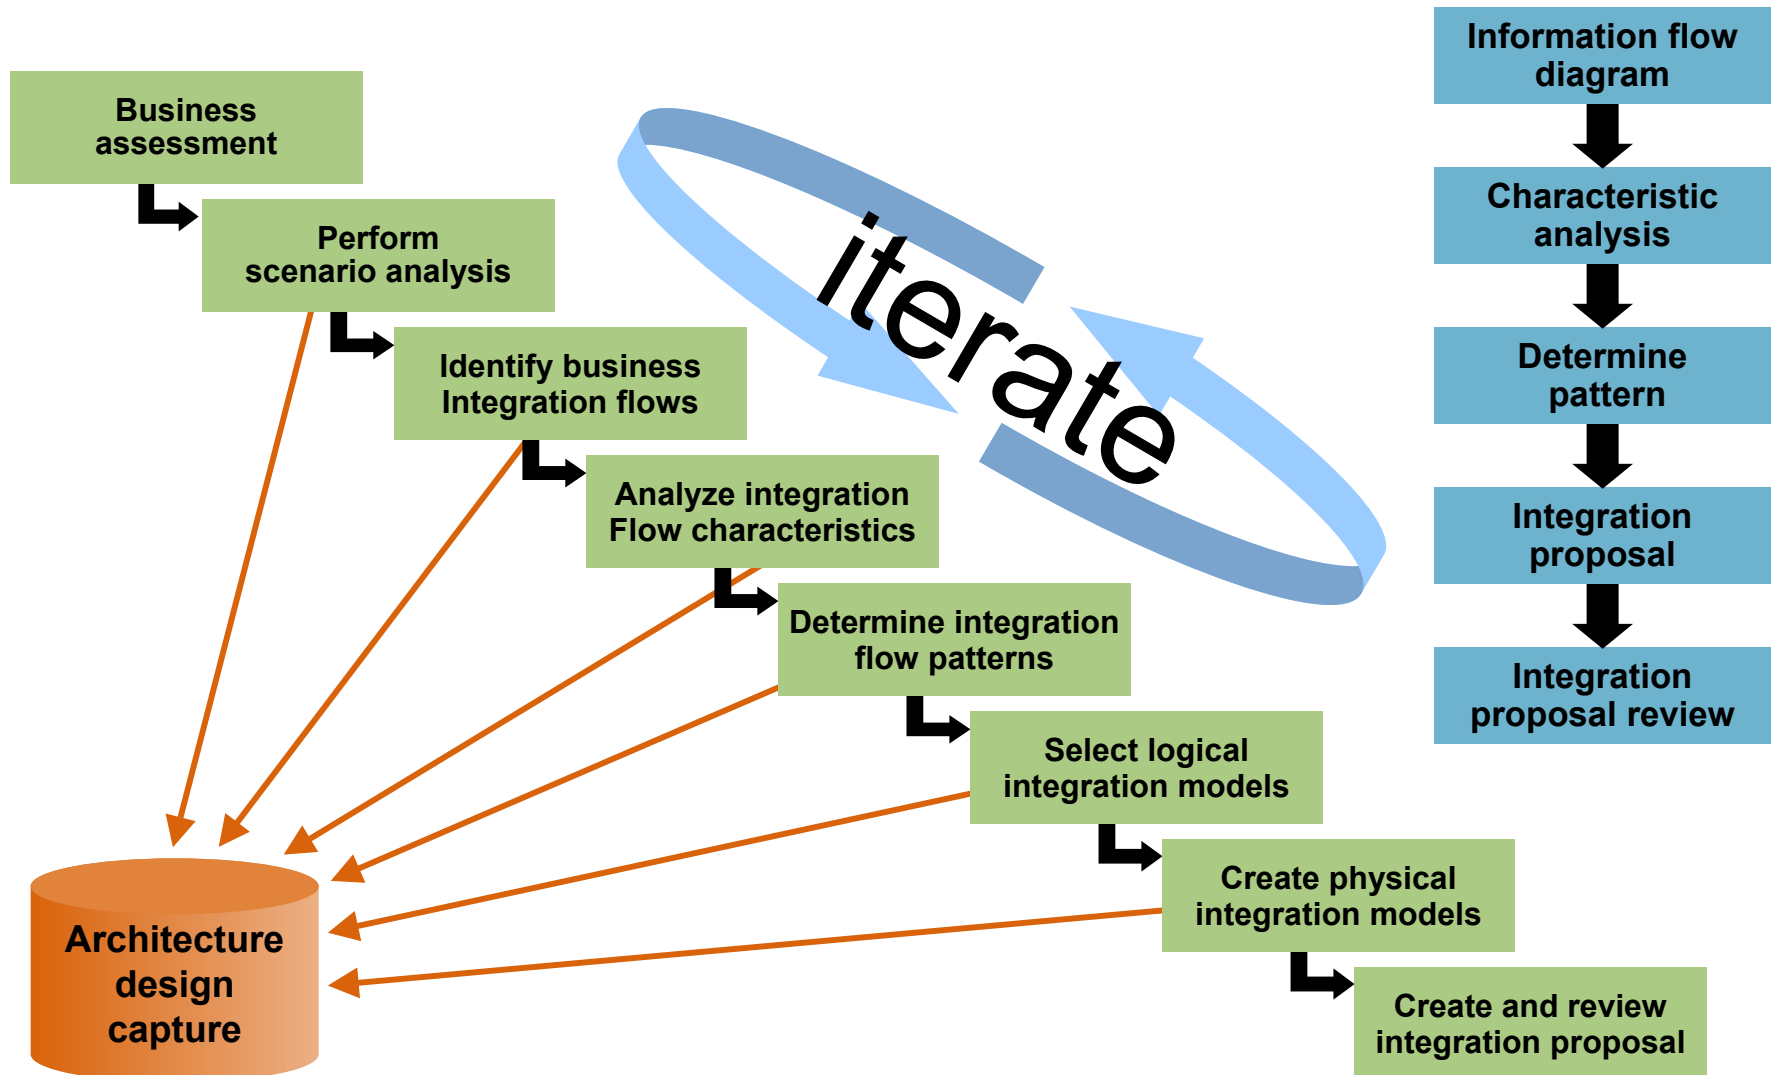 Business
assessment
Perform
scenario analysis
Identify business
Integration flows
Analyze integration
Flow characteristics
Determine integration
flow patterns
Select logical
integration models
Create physical
integration models
Create and review
integration proposal
iterate
Architecture
design
capture
Information flow
diagram
Characteristic
analysis
Determine
pattern
Integration
proposal
Integration
proposal review